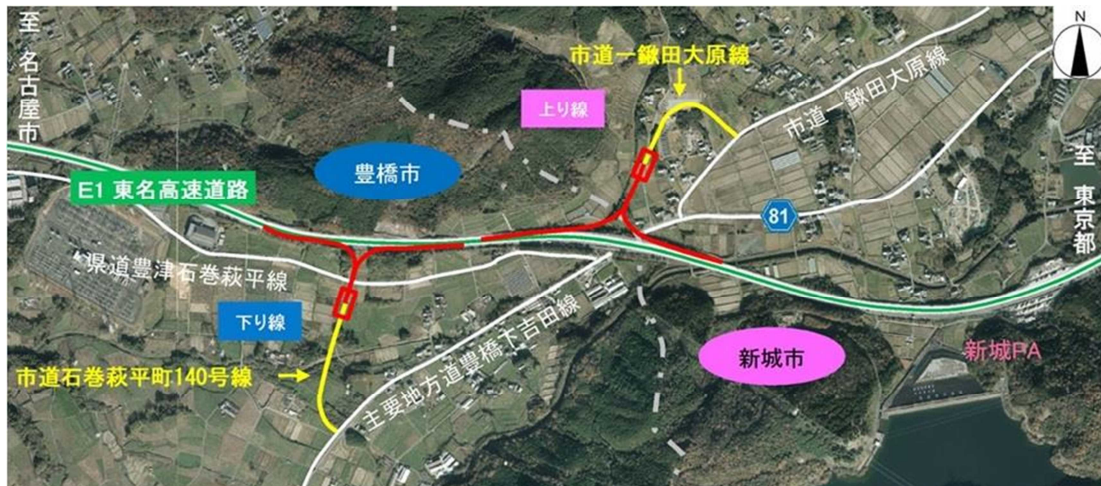 至 名古屋市
E1 東名高速道路
豊橋市
上り線
市道一鍬田大原線
市道一鍬田大原線
N
至 東京都
81
県道豊津石巻萩平線
下り線
市道石巻萩平町140号線
主要地方道豊橋下吉田線
新城市
新城PA